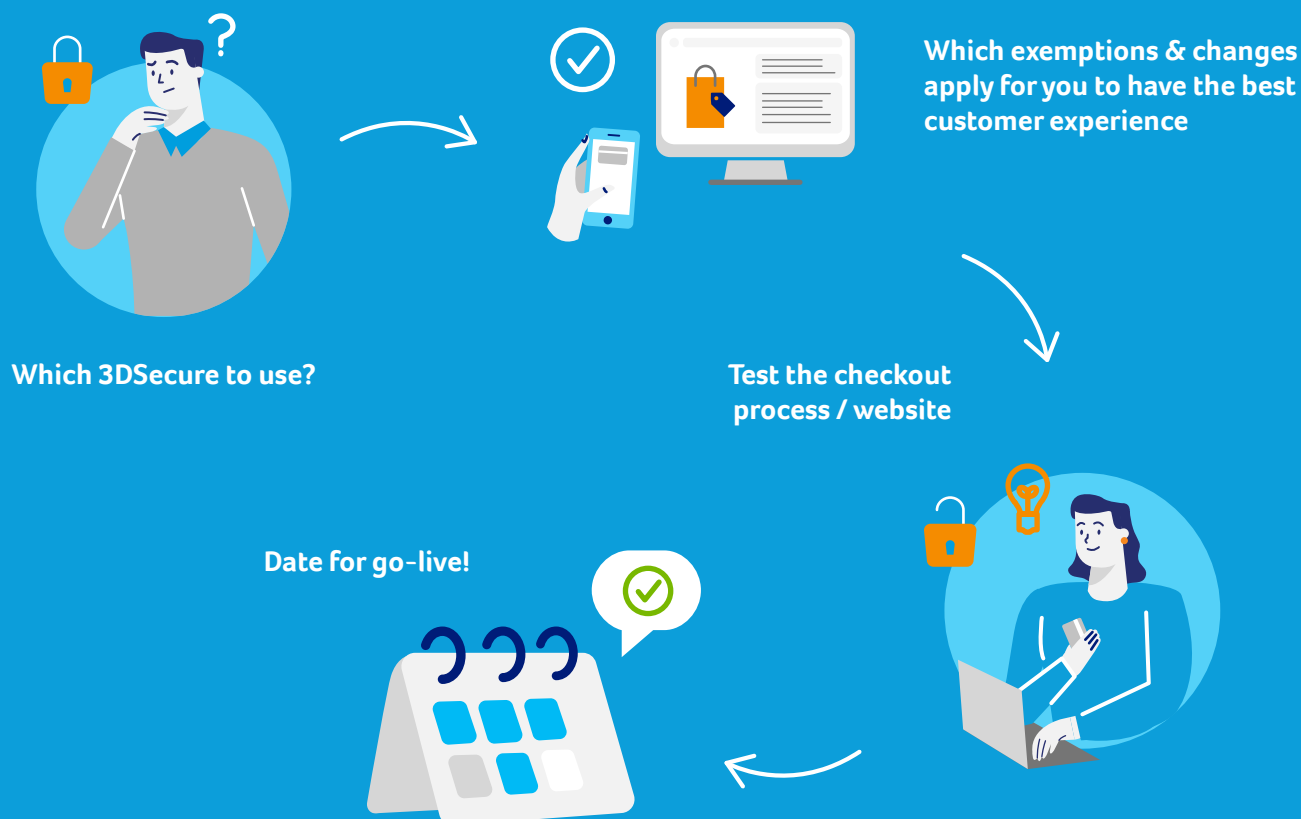 Which 3DSecure to use?
Which exemptions & changes
apply for you to have the best
customer experience
Test the checkout
process / website
Date for go-live!